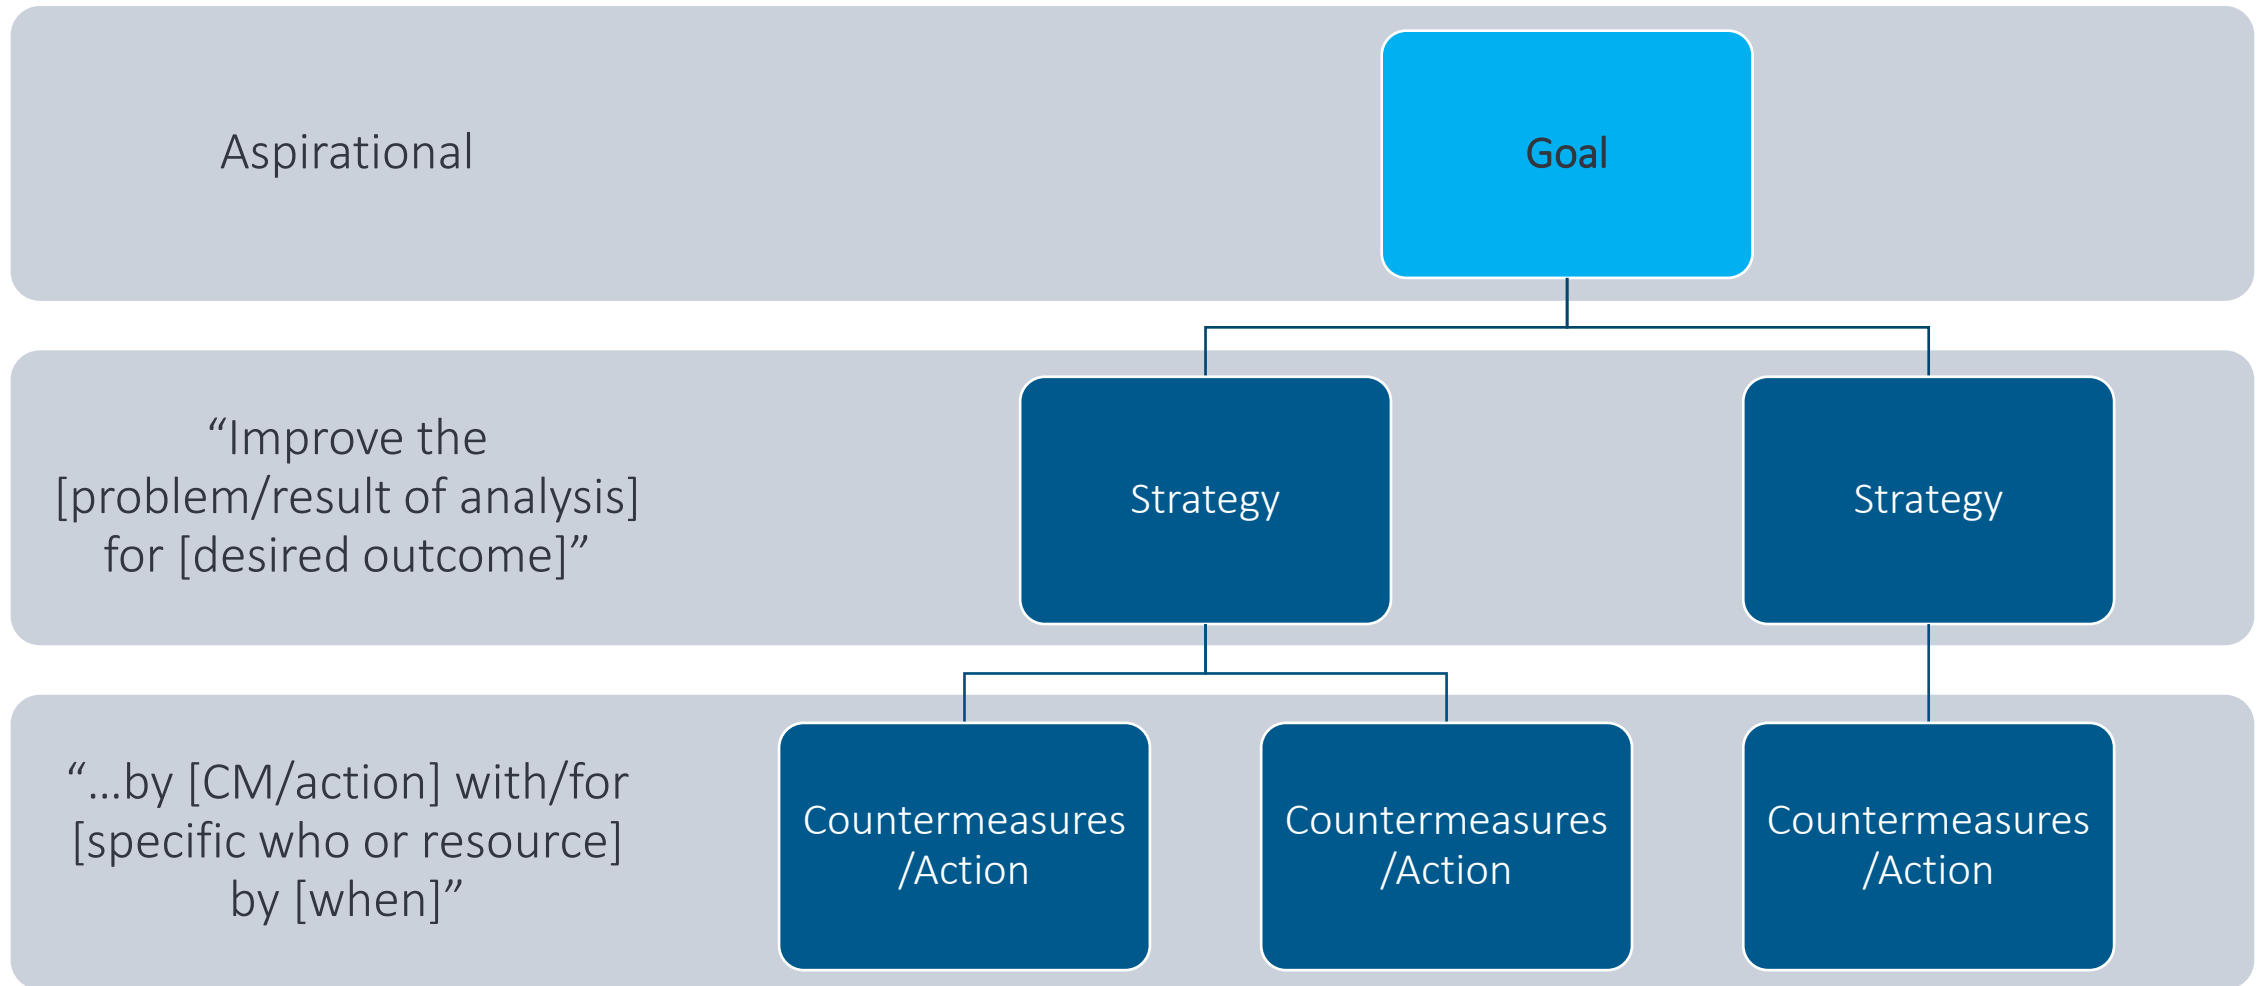 Aspirational
Goal
“Improve the
[problem/result of analysis]
for [desired outcome]”
Strategy
Strategy
“…by [CM/action] with/for
[specific who or resource]
by [when]”
Countermeasures
/Action
Countermeasures
/Action
Countermeasures
/Action